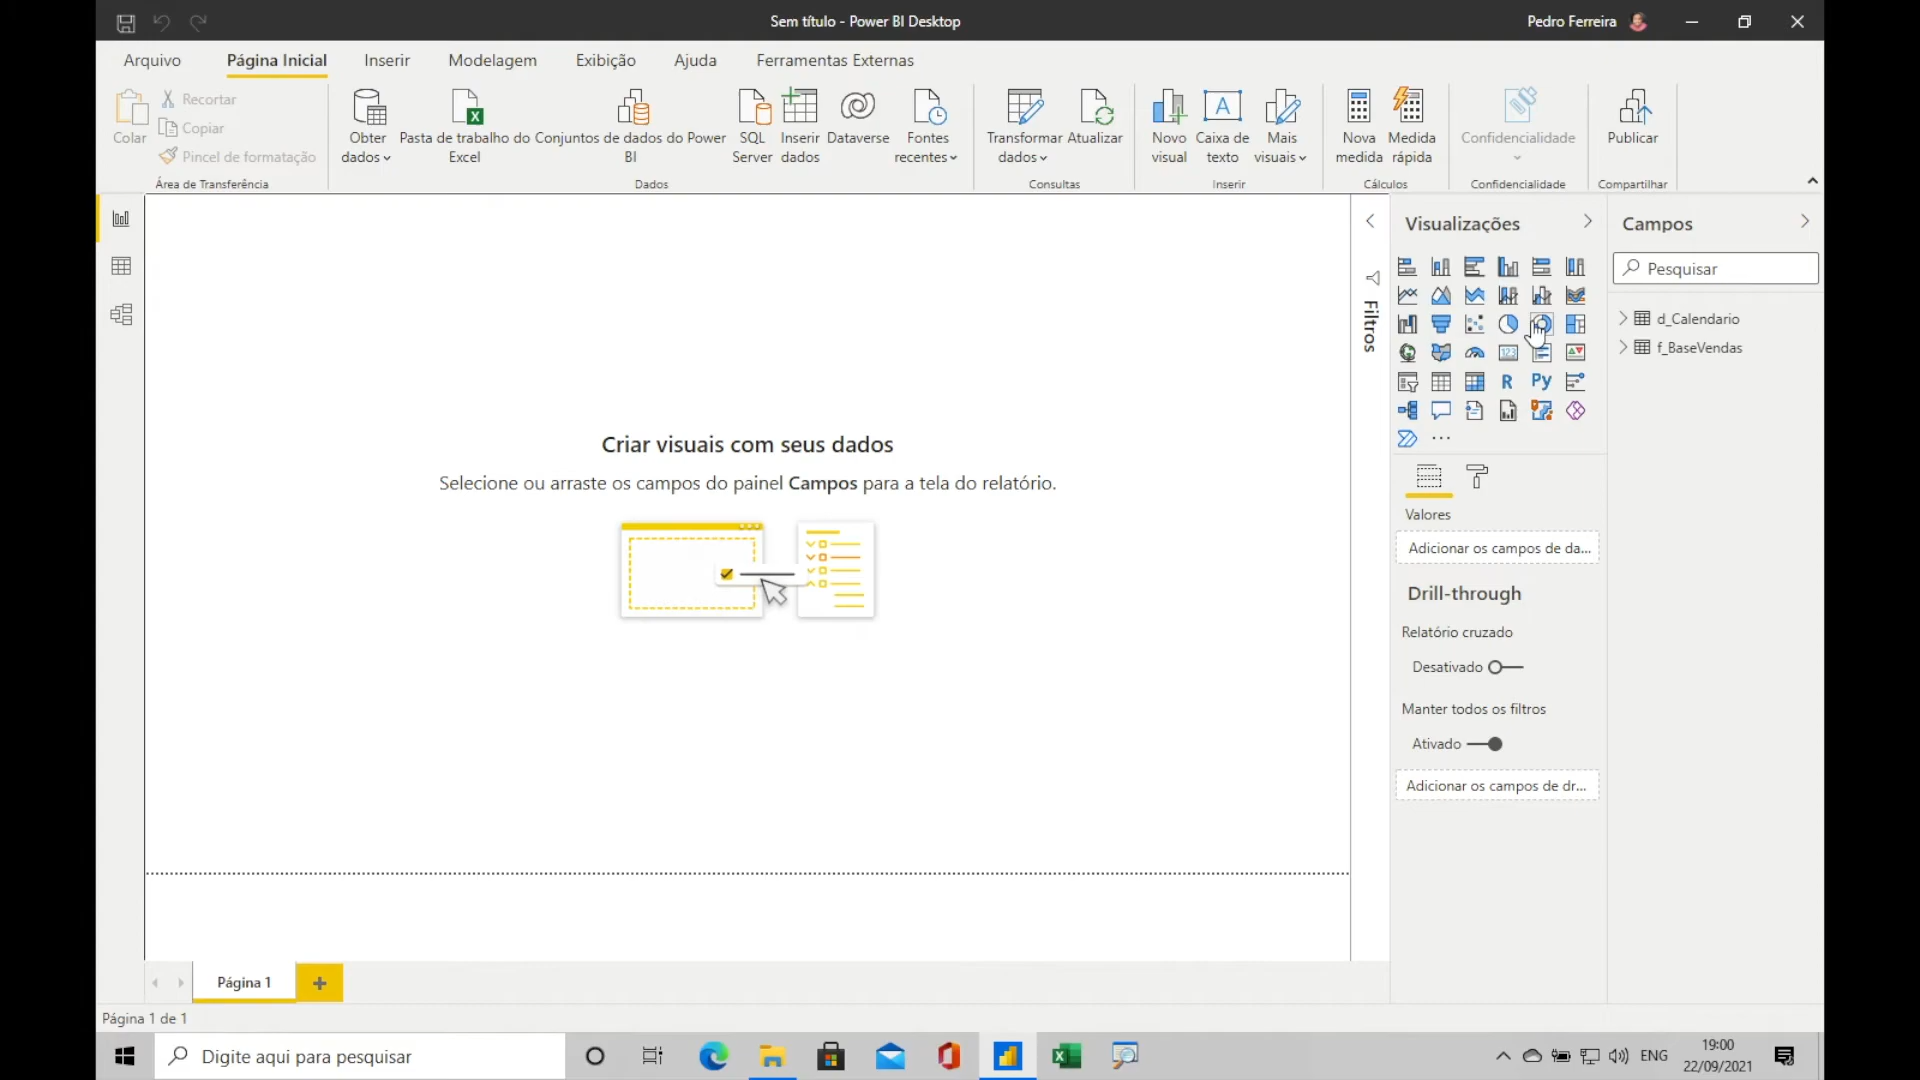 Sem título - Power BI Desktop
Pedro Ferreira
Arquivo
Página Inicial
Inserir
Modelagem
Exibição
Ajuda
Ferramentas Externas
Colar
Recortar
Copiar
Pincel de formatação
Área de Transferência
Obter
dados
Pasta de trabalho do
Excel
Conjuntos de dados do Power
BI
SQL
Server
Inserir
dados
Dataverse
Fontes
recentes
Dados
Transformar
dados
Atualizar
Consultas
Novo
visual
A
Caixa de
texto
Mais
visuais
Inserir
Nova
medida
Medida
rápida
Cálculos
Confidencialidade
Confidencialidade
Publicar
Compartilhar
Filtros
Visualizações
123
R
Py
...
Valores
Adicionar os campos de da...
Drill-through
Relatório cruzado
Desativado
Manter todos os filtros
Ativado
Adicionar os campos de dr...
Campos
Pesquisar
d_Calendario
f_BaseVendas
Criar visuais com seus dados
Selecione ou arraste os campos do painel Campos para a tela do relatório.
Página 1
+
Página 1 de 1
Digite aqui para pesquisar
ENG
19:00
22/09/2021